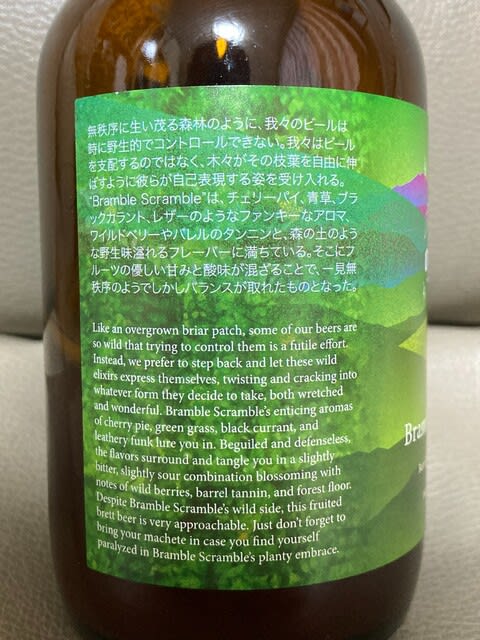 無秩序に生い茂る森林のように、我々のビールは
時に野生的でコントロールできない。我々はビール
を支配するのではなく、木々がその枝葉を自由に伸
ばすように彼らが自己表現する姿を受け入れる。
"Bramble Scramble"は、チェリーパイ、青草、ブラ
ックカラント、レザーのようなファンキーなアロマ、
ワイルドベリーやバレルのタンニンと、森の土のよう
な野生味溢れるフレーバーに満ちている。そこにフ
ルーツの優しい甘みと酸味が混ざることで、一見無
秩序のようでしかしバランスが取れたものとなった。
Like an overgrown briar patch, some of our beers are
so wild that trying to control them is a futile effort.
Instead, we prefer to step back and let these wild
elixirs express themselves, twisting and cracking into
whatever form they decide to take, both wretched
and wonderful. Bramble Scramble's enticing aromas
of cherry pie, green grass, black currant, and
leathery funk lure you in. Beguiled and defenseless,
the flavors surround and tangle you in a slightly
bitter, slightly sour combination blossoming with
notes of wild berries, barrel tannin, and forest floor.
Despite Bramble Scramble's wild side, this fruited
brett beer is very approachable. Just don't forget to
bring your machete in case you find yourself
paralyzed in Bramble Scramble's planty embrace.